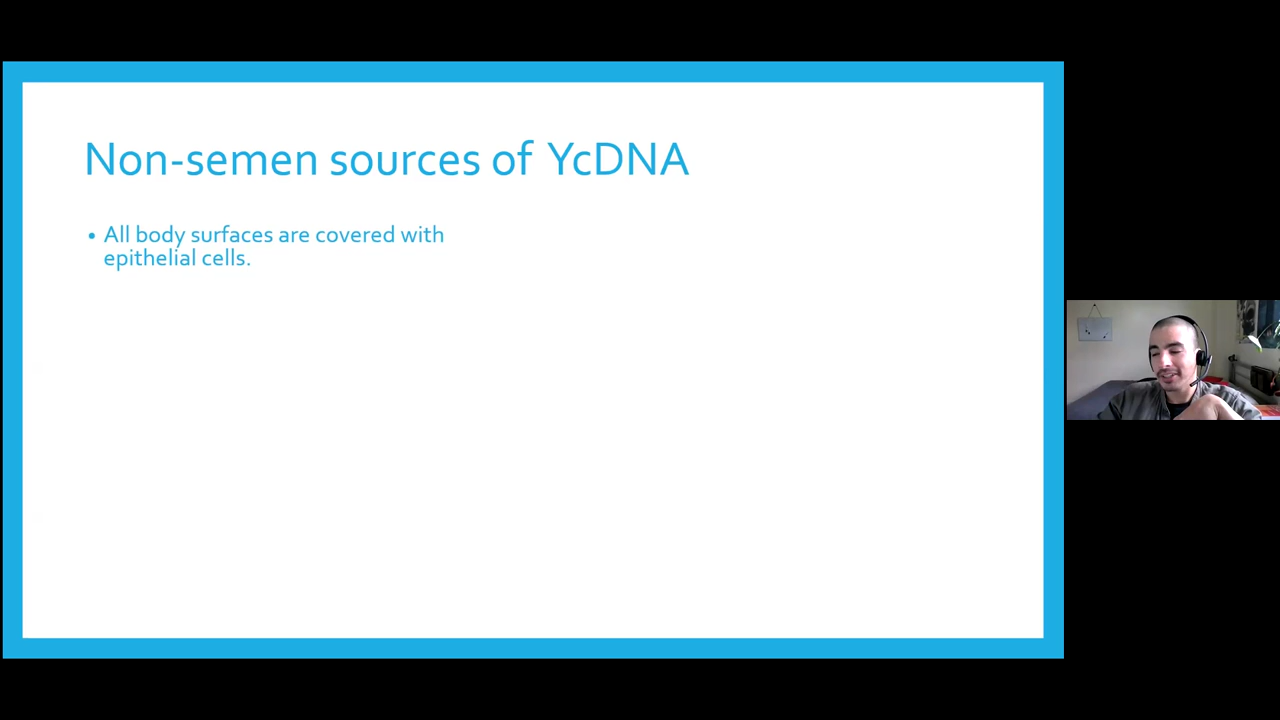 Non-semen sources of YcDNA
• All body surfaces are covered with
epithelial cells.